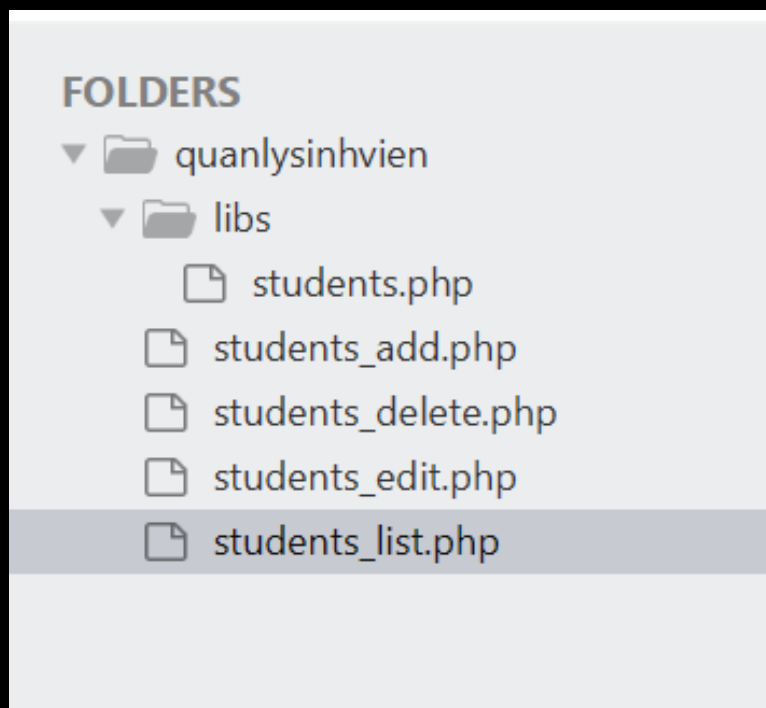 FOLDERS
quanlysinhvien
libs
students.php
students_add.php
students_delete.php
students_edit.php
students_list.php